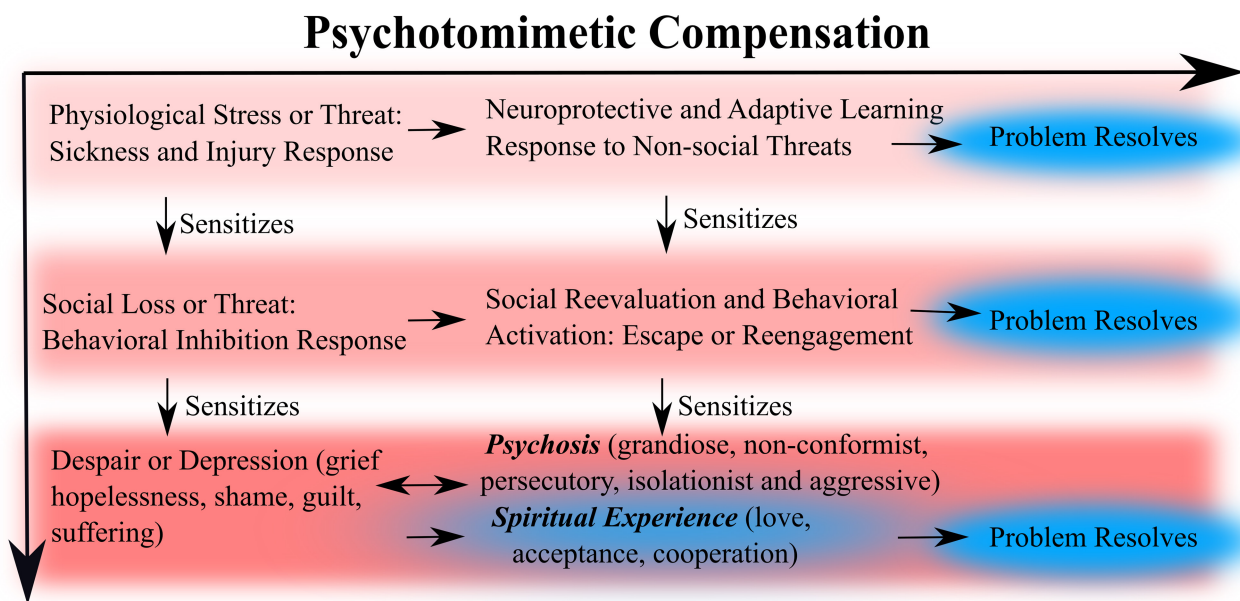 Psychotomimetic Compensation
Physiological Stress or Threat:
Sickness and Injury Response
Neuroprotective and Adaptive Learning
Response to Non-social Threats
Problem Resolves
Sensitizes
Sensitizes
Social Loss or Threat:
Behavioral Inhibition Response
Social Reevaluation and Behavioral
Activation: Escape or Reengagement
Problem Resolves
Sensitizes
Sensitizes
Despair or Depression (grief
hopelessness, shame, guilt,
suffering)
Psychosis (grandiose, non-conformist,
persecutory, isolationist and aggressive)
Spiritual Experience (love,
acceptance, cooperation)
Problem Resolves